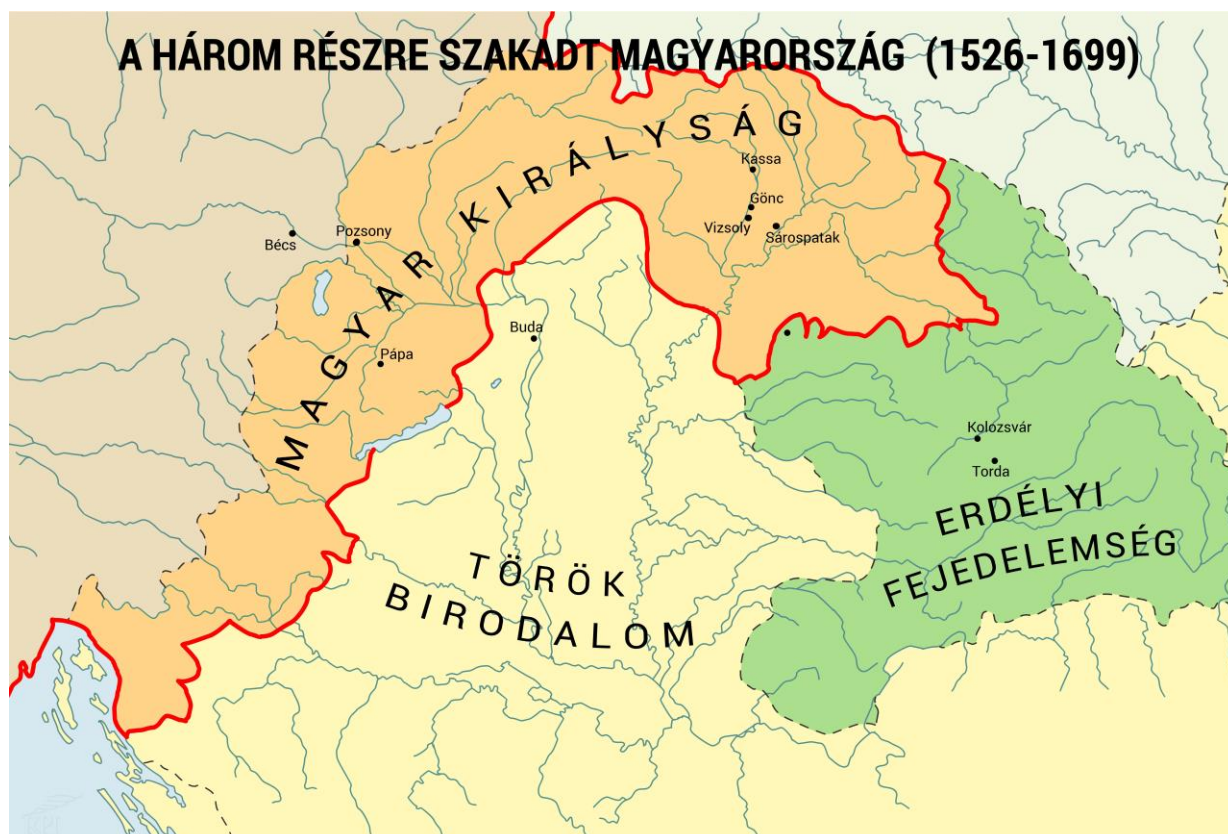 A HÁROM RÉSZRE SZAKADT MAGYARORSZÁG (1526-1699)
MAGYAR KIRÁLYSÁG
Kassa
Gönc
Vizsoly
Sárospatak
Bécs
Pozsony
Buda
Pápa
Kolozsvár
Torda
ERDÉLYI
FEJEDELEMSÉG
TÖRÖK
BIRODALOM